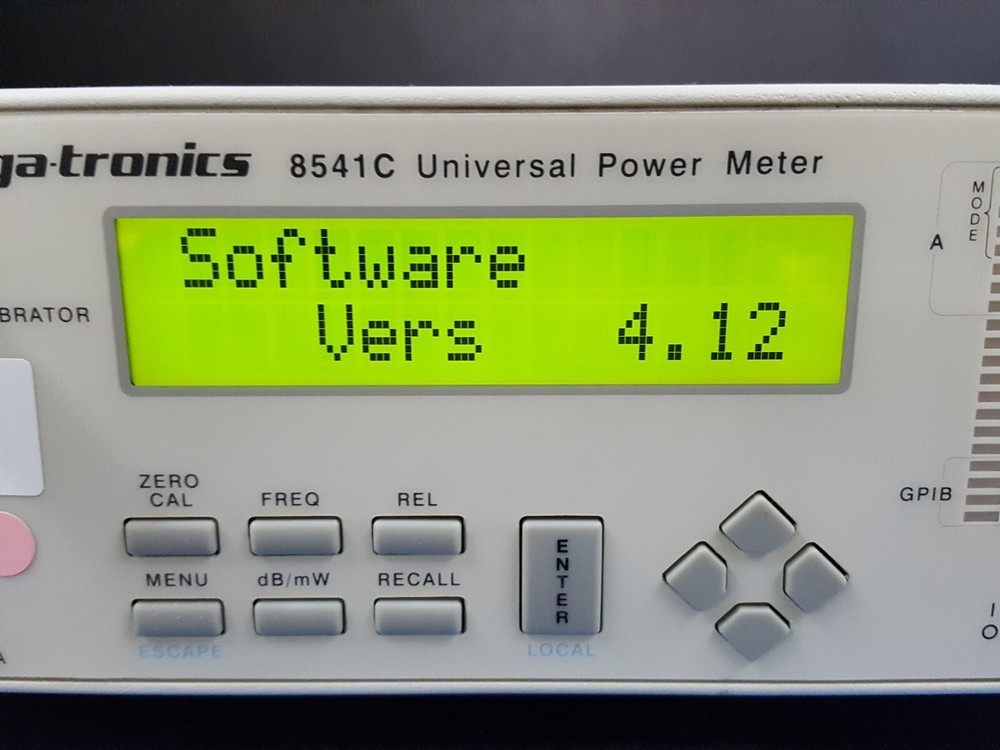 ga-tronics 8541C Universal Power Meter
Software
Vers 4.12
BRATOR
A
MODE
GPIB
ZERO CAL
FREQ
REL
MENU
dB/mW
RECALL
ESCAPE
ENTER
LOCAL
I
O
A